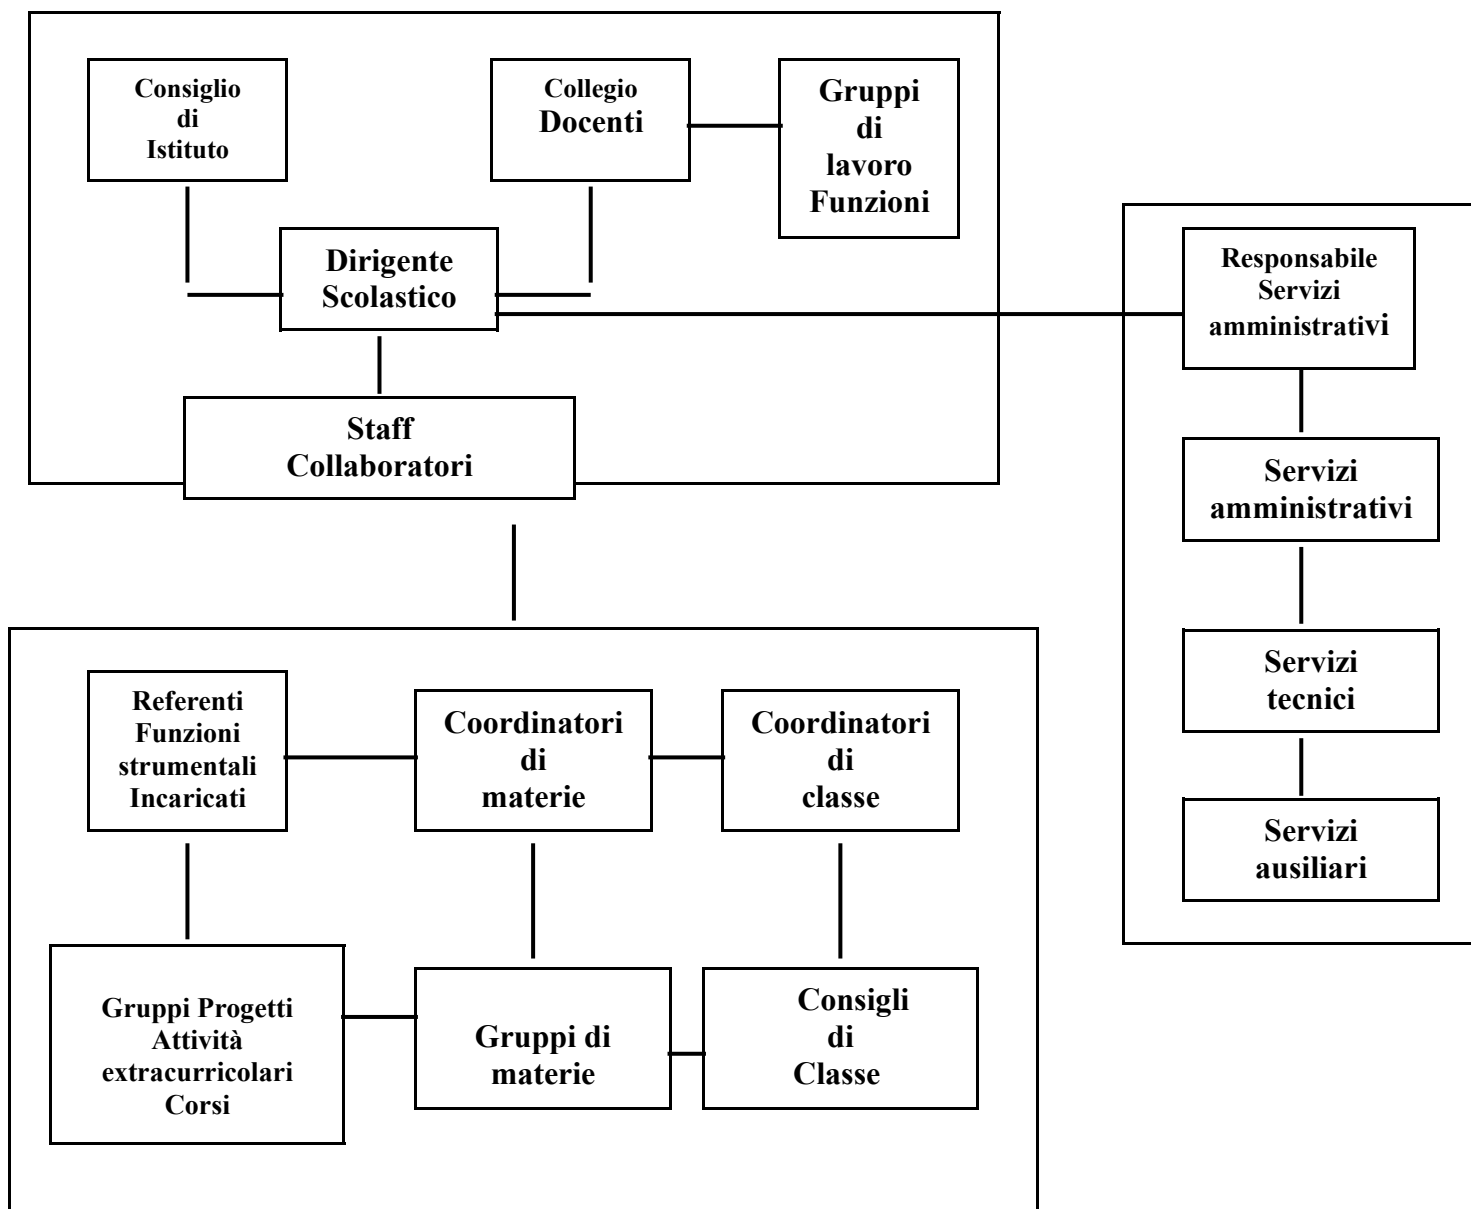 Consiglio
di
Istituto
Collegio
Docenti
Gruppi
di
lavoro
Funzioni
Dirigente
Scolastico
Staff
Collaboratori
Responsabile
Servizi
amministrativi
Servizi
amministrativi
Servizi
tecnici
Servizi
ausiliari
Referenti
Funzioni
strumentali
Incaricati
Coordinatori
di
materie
Coordinatori
di
classe
Gruppi Progetti
Attività
extracurricolari
Corsi
Gruppi di
materie
Consigli
di
Classe